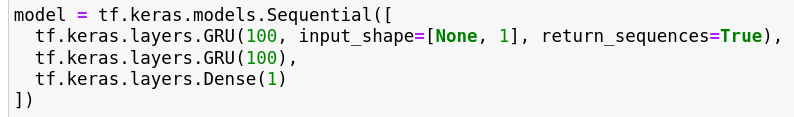 model = tf.keras.models.Sequential([
  tf.keras.layers.GRU(100, input_shape=[None, 1], return_sequences=True),
  tf.keras.layers.GRU(100),
  tf.keras.layers.Dense(1)
])